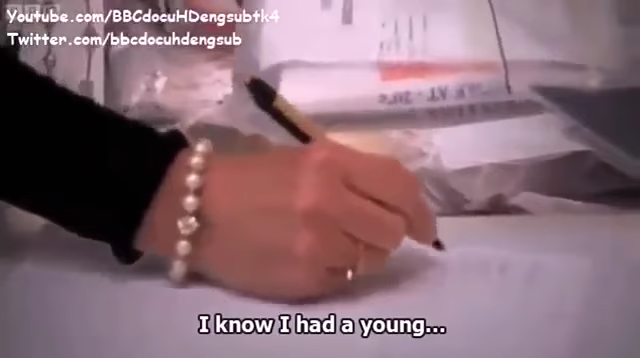 Youtube.com/BBCdocuHDengsubtk4
Twitter.com/bbcdocuhdengsub
I know I had a young...